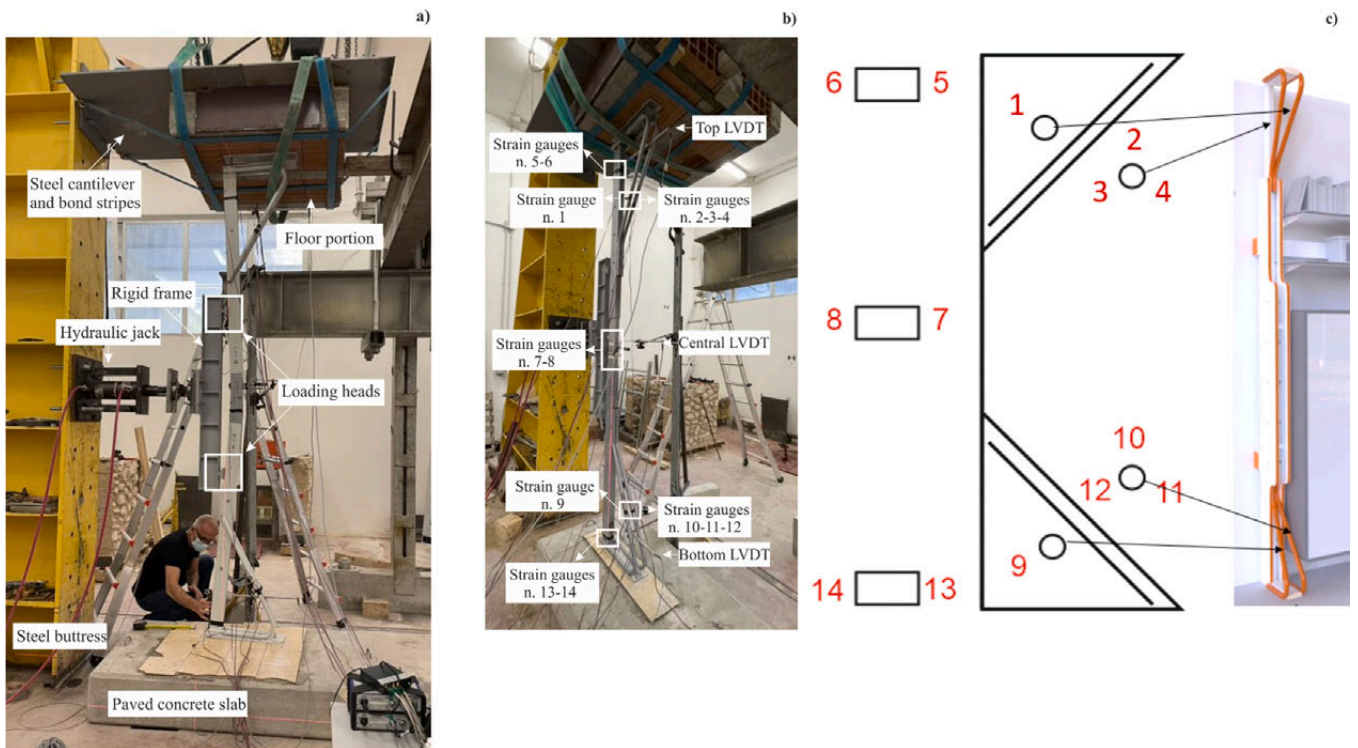 a)
Steel cantilever
and bond stripes
Floor portion
Rigid frame
Hydraulic jack
Loading heads
Steel buttress
Paved concrete slab
b)
Top LVDT
Strain gauges
n. 5-6
Strain gauge
n. 1
Strain gauges
n. 2-3-4
Strain gauges
n. 7-8
Central LVDT
Strain gauge
n. 9
Strain gauges
n. 10-11-12
Bottom LVDT
Strain gauges
n. 13-14
c)
6 5
1
2
3 4
8 7
10
12 11
9
14 13